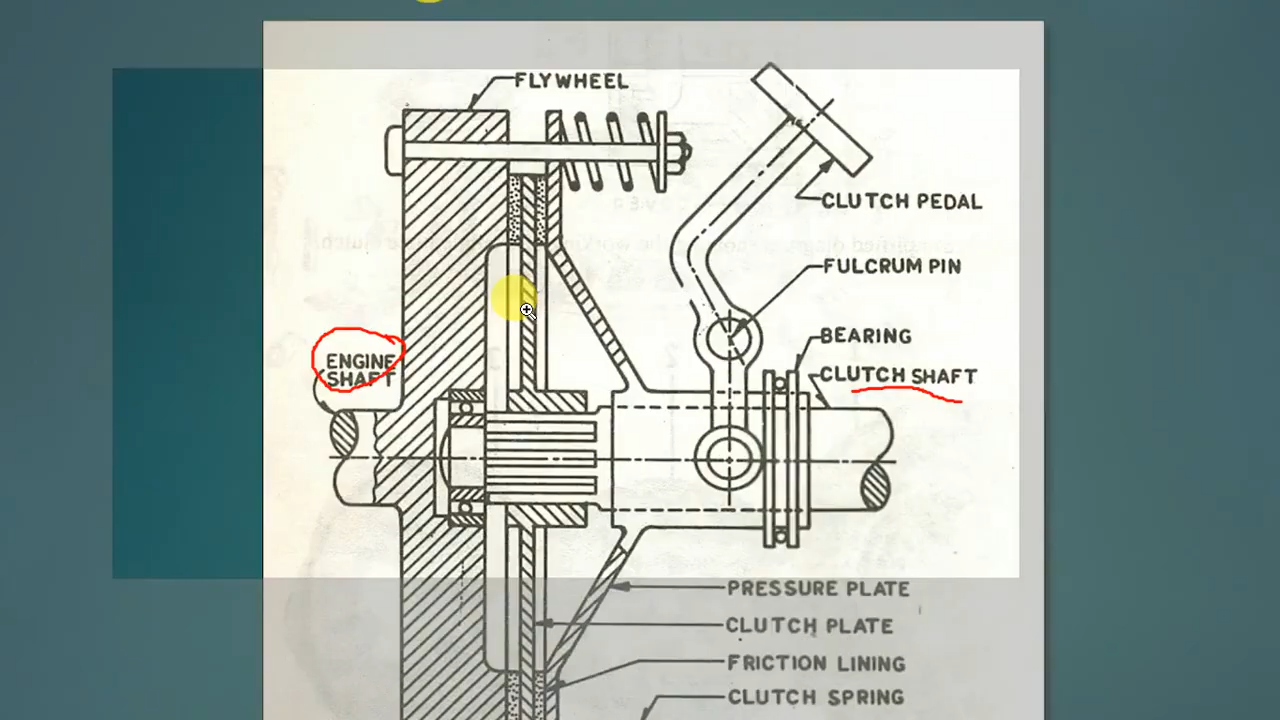 FLYWHEEL
CLUTCH PEDAL
FULCRUM PIN
BEARING
ENGINE
SHAFT
CLUTCH SHAFT
PRESSURE PLATE
CLUTCH PLATE
FRICTION LINING
CLUTCH SPRING